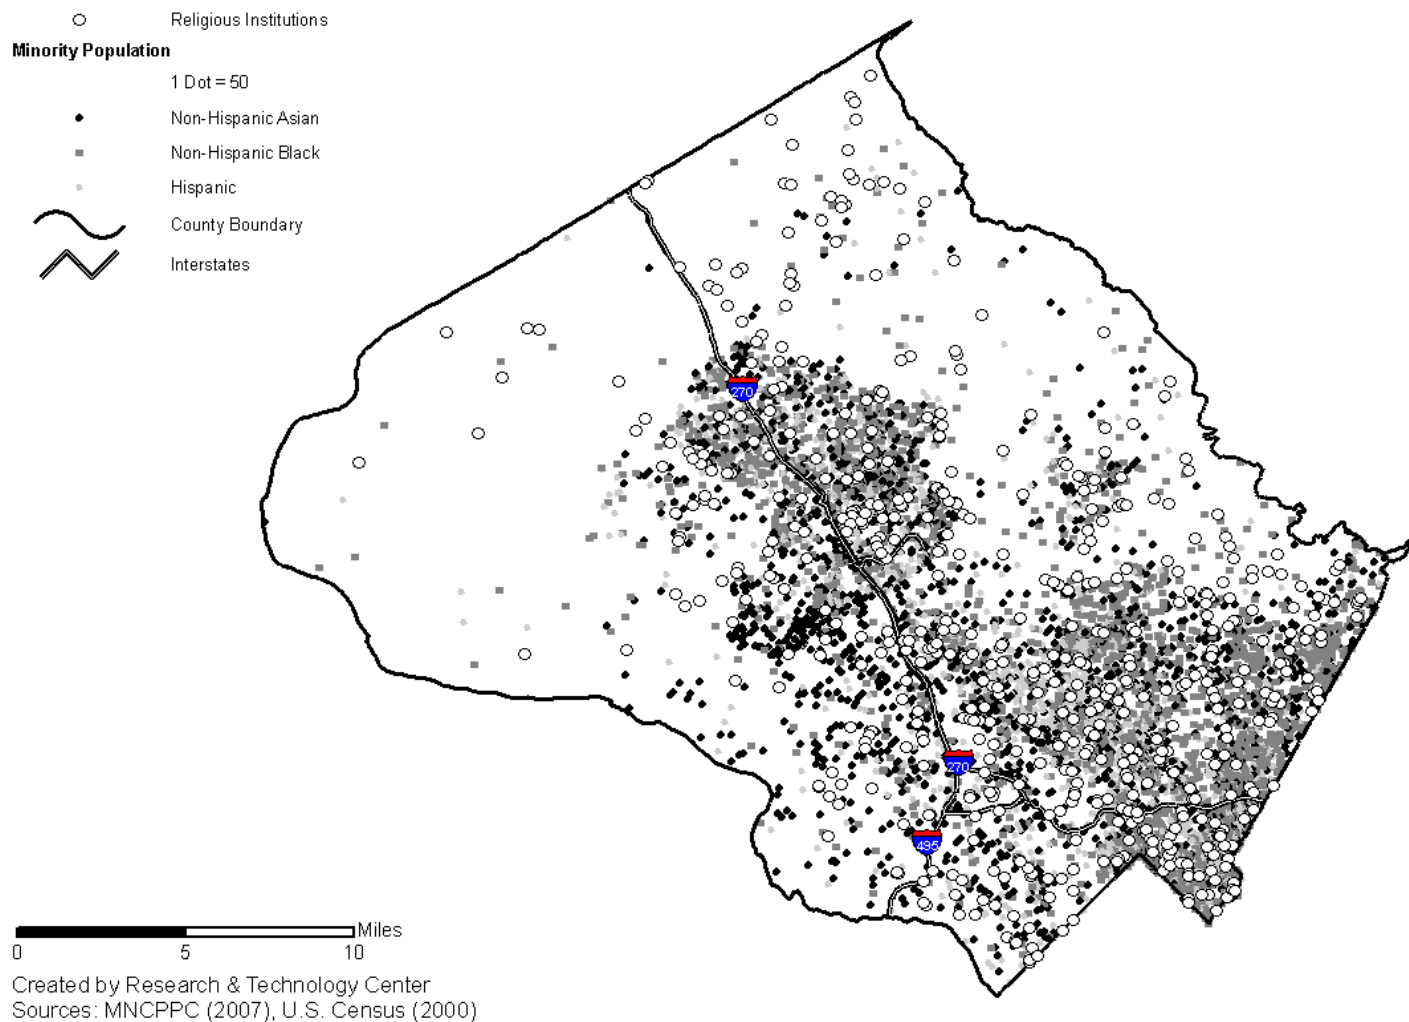 Religious Institutions
Minority Population
1 Dot = 50
Non-Hispanic Asian
Non-Hispanic Black
Hispanic
County Boundary
Interstates
270
270
495
Miles
0 5 10
Created by Research & Technology Center
Sources: MNCPPC (2007), U.S. Census (2000)